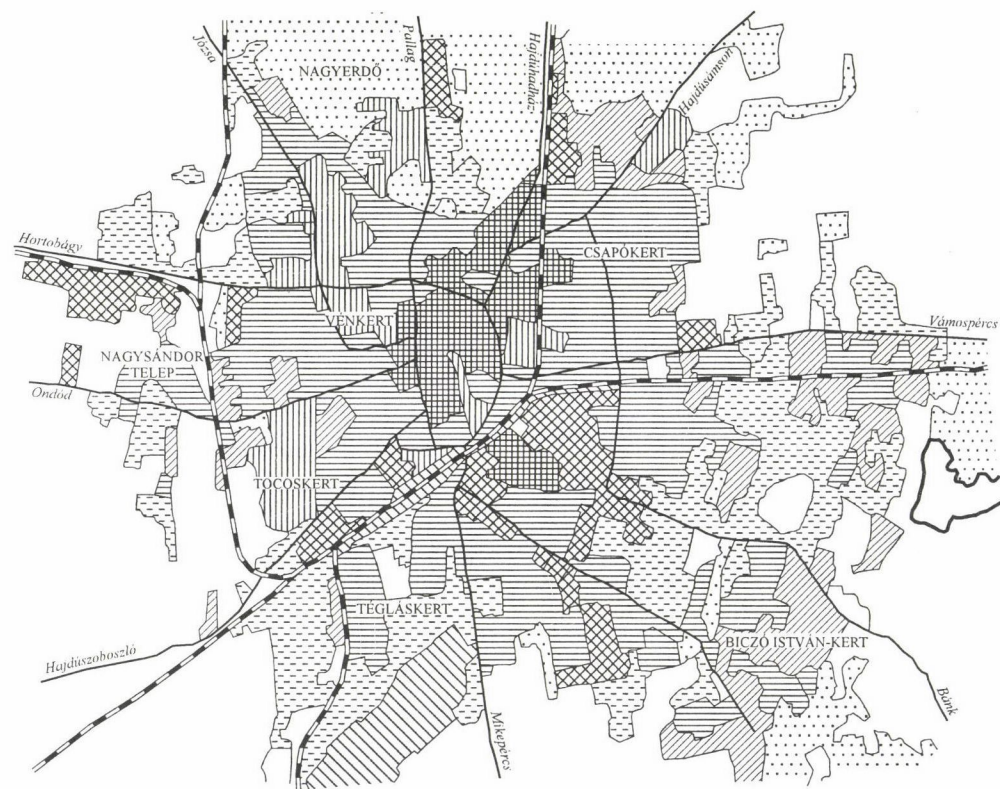 Józsa
Pallag
Hajdúhadház
Hajdúsámson
NAGYERDŐ
Hortobágy
CSAPÓKERT
VÉNKERT
Vámospércs
NAGYSÁNDOR
TELEP
Ondód
TÓCÓSKERT
TÉGLÁSKERT
BICZÓ ISTVÁN-KERT
Hajdúszoboszló
Mikepércs
Bánk